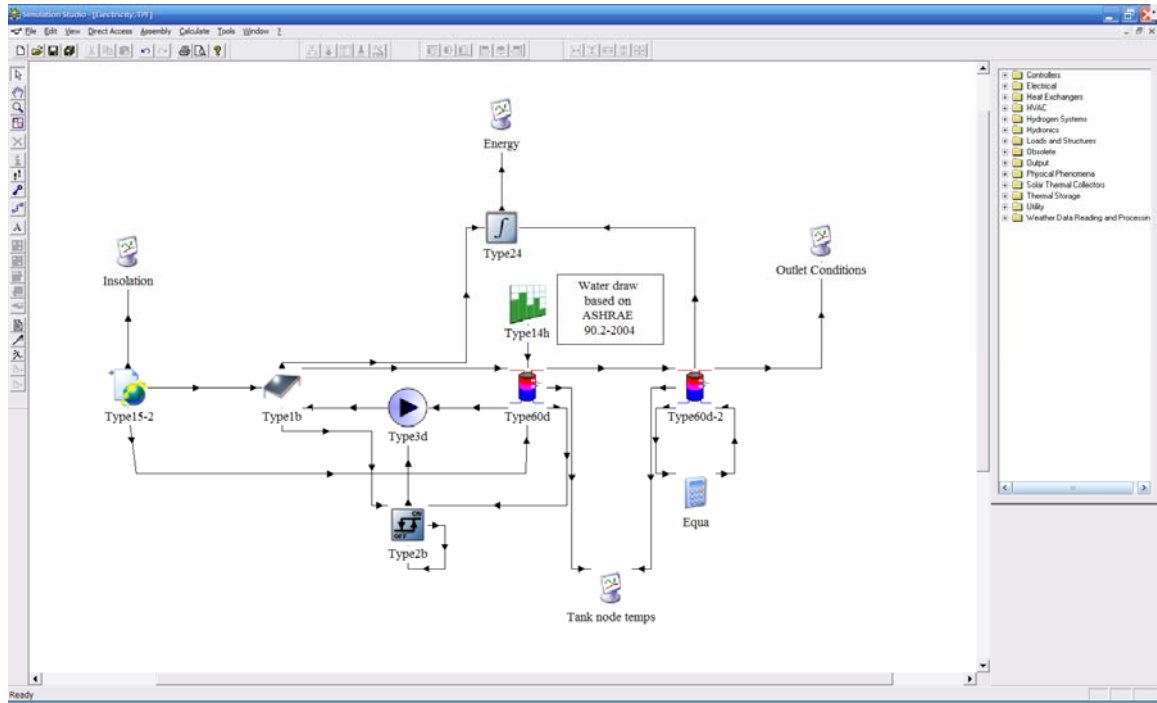 Simulation Studio - [Electricity.TPF]
File Edit View Direct Access Assembly Calculate Tools Window ?
Controllers
Electrical
Heat Exchangers
HVAC
Hydrogen Systems
Hydronics
Loads and Structures
Obsolete
Output
Physical Phenomena
Solar Thermal Collectors
Thermal Storage
Utility
Weather Data Reading and Processin
Energy
Type24
Insolation
Outlet Conditions
Water draw
based on
ASHRAE
90.2-2004
Type14h
Type15-2
Type1b
Type3d
Type60d
Type60d-2
ON
OFF
Type2b
Equa
Tank node temps
Ready